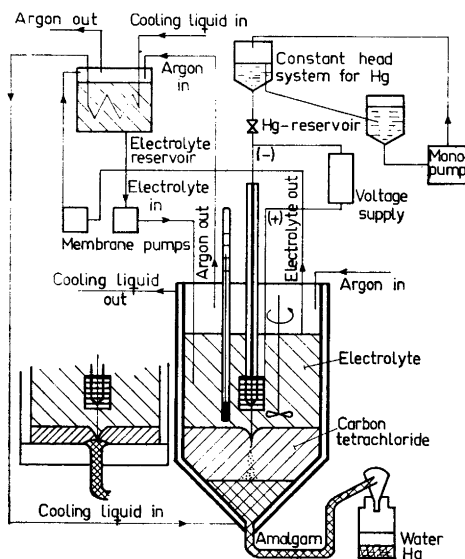 Argon out
Cooling liquid in
Argon
in
Constant head
system for Hg
Hg-reservoir
(-)
Mono
pump
Electrolyte
reservoir
Electrolyte
in
Membrane pumps
Voltage
supply
(+)
Argon out
Electrolyte out
Cooling liquid
out
Argon in
Electrolyte
Carbon
tetrachloride
Cooling liquid in
Amalgam
Water
Hg